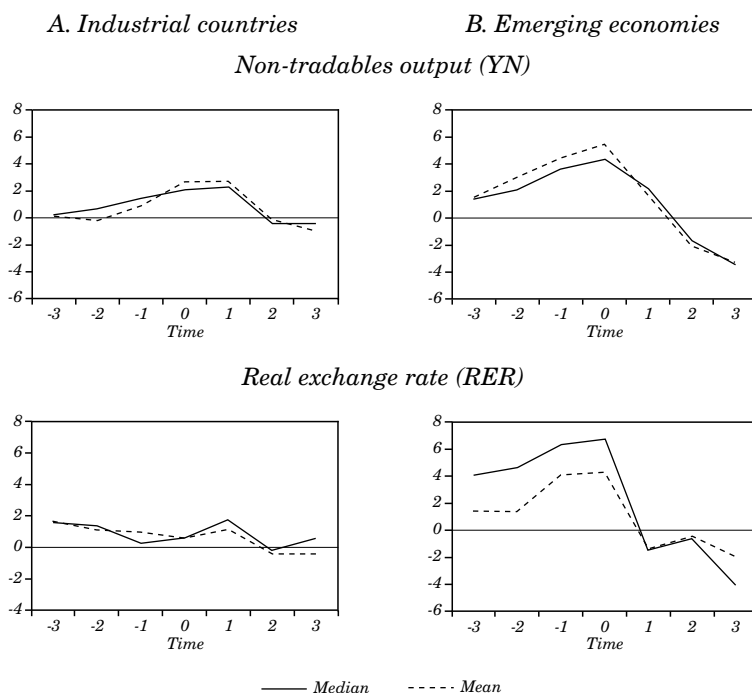 A. Industrial countries B. Emerging economies
Non-tradables output (YN)
8 8
6 6
4 4
2 2
0 0
-2 -2
-4 -4
-6 -6
-3 -2 -1 0 1 2 3 -3 -2 -1 0 1 2 3
Time Time
Real exchange rate (RER)
8 8
6 6
4 4
2 2
0 0
-2 -2
-4 -4
-6
-3 -2 -1 0 1 2 3 -3 -2 -1 0 1 2 3
Time Time
Median Mean